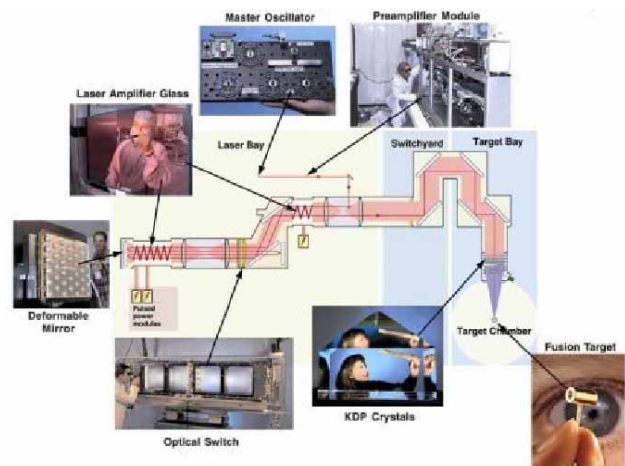 Master Oscillator
Preamplifier Module
Laser Amplifier Glass
Laser Bay
Switchyard
Target Bay
Deformable
Mirror
Pulsed
power
modules
Target Chamber
Fusion Target
KDP Crystals
Optical Switch